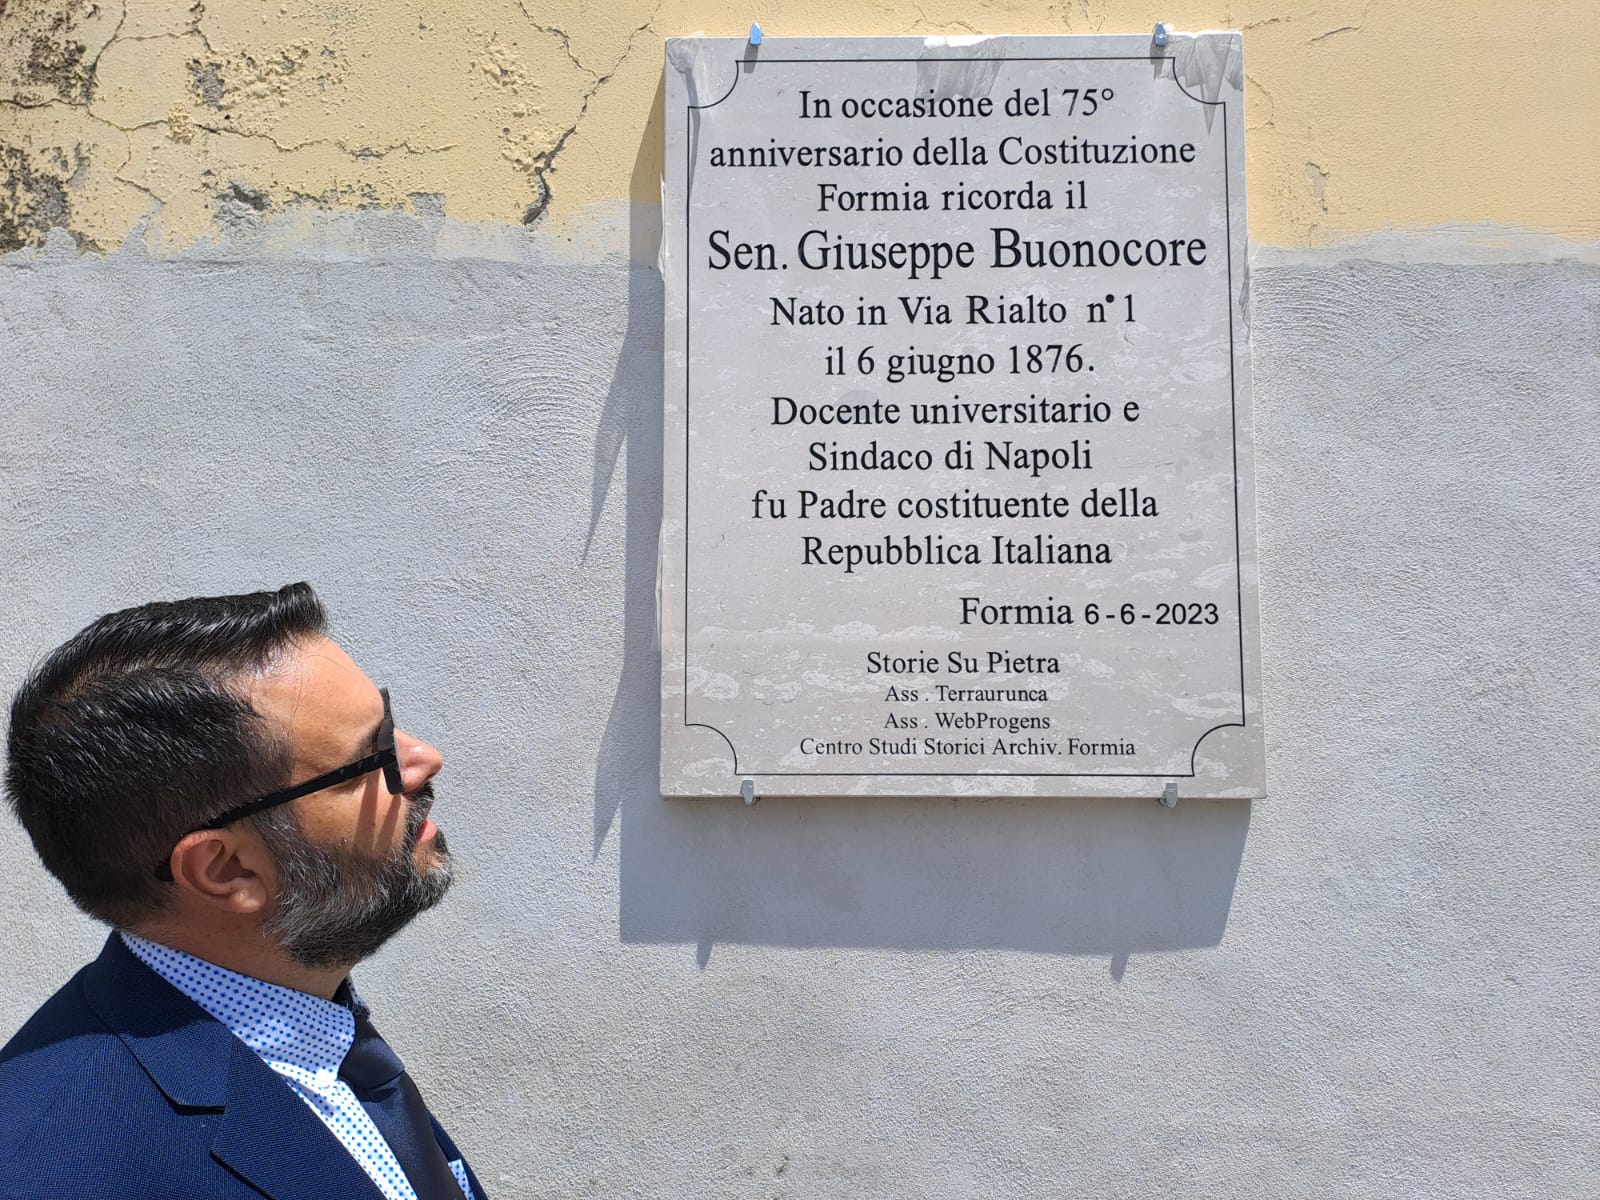 In occasione del 75°
anniversario della Costituzione
Formia ricorda il
Sen. Giuseppe Buonocore
Nato in Via Rialto n° 1
il 6 giugno 1876.
Docente universitario e
Sindaco di Napoli
fu Padre costituente della
Repubblica Italiana
Formia 6-6-2023
Storie Su Pietra
Ass . Terraurunca
Ass . WebProgens
Centro Studi Storici Archiv. Formia